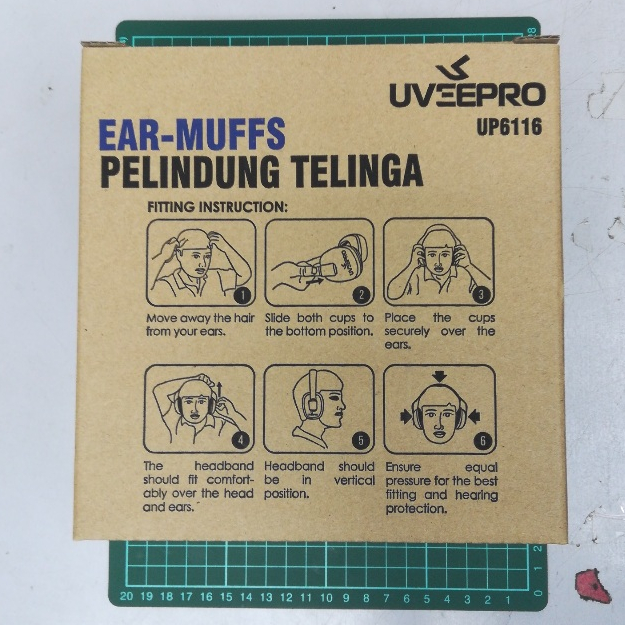 UVEEPRO
UP6116
EAR-MUFFS
PELINDUNG TELINGA
FITTING INSTRUCTION:
1
2
3
Move away the hair
from your ears.
Slide both cups to
the bottom position.
Place the cups
securely over the
ears.
4
5
6
The headband
should fit comfort-
ably over the head
and ears.
Headband should
be in vertical
position.
Ensure equal
pressure for the best
fitting and hearing
protection.
0
1
2
20 19 18 17 16 15 14 13 12 11 10 9 8 7 6 5 4 3 2 1